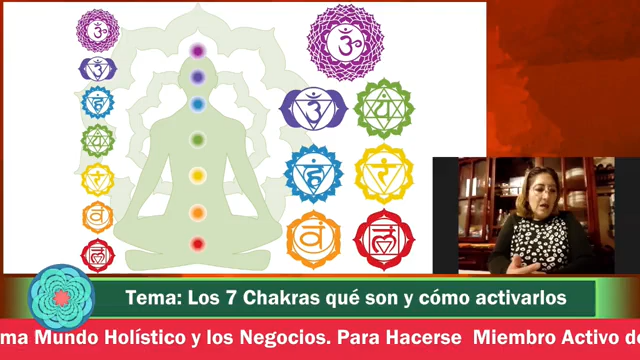 ॐ
ॐ
ॐ
ॐ
यं
हं
हं
यं
रं
रं
वं
वं
लं
लं
Tema: Los 7 Chakras qué son y cómo activarlos
ma Mundo Holístico y los Negocios. Para Hacerse Miembro Activo de